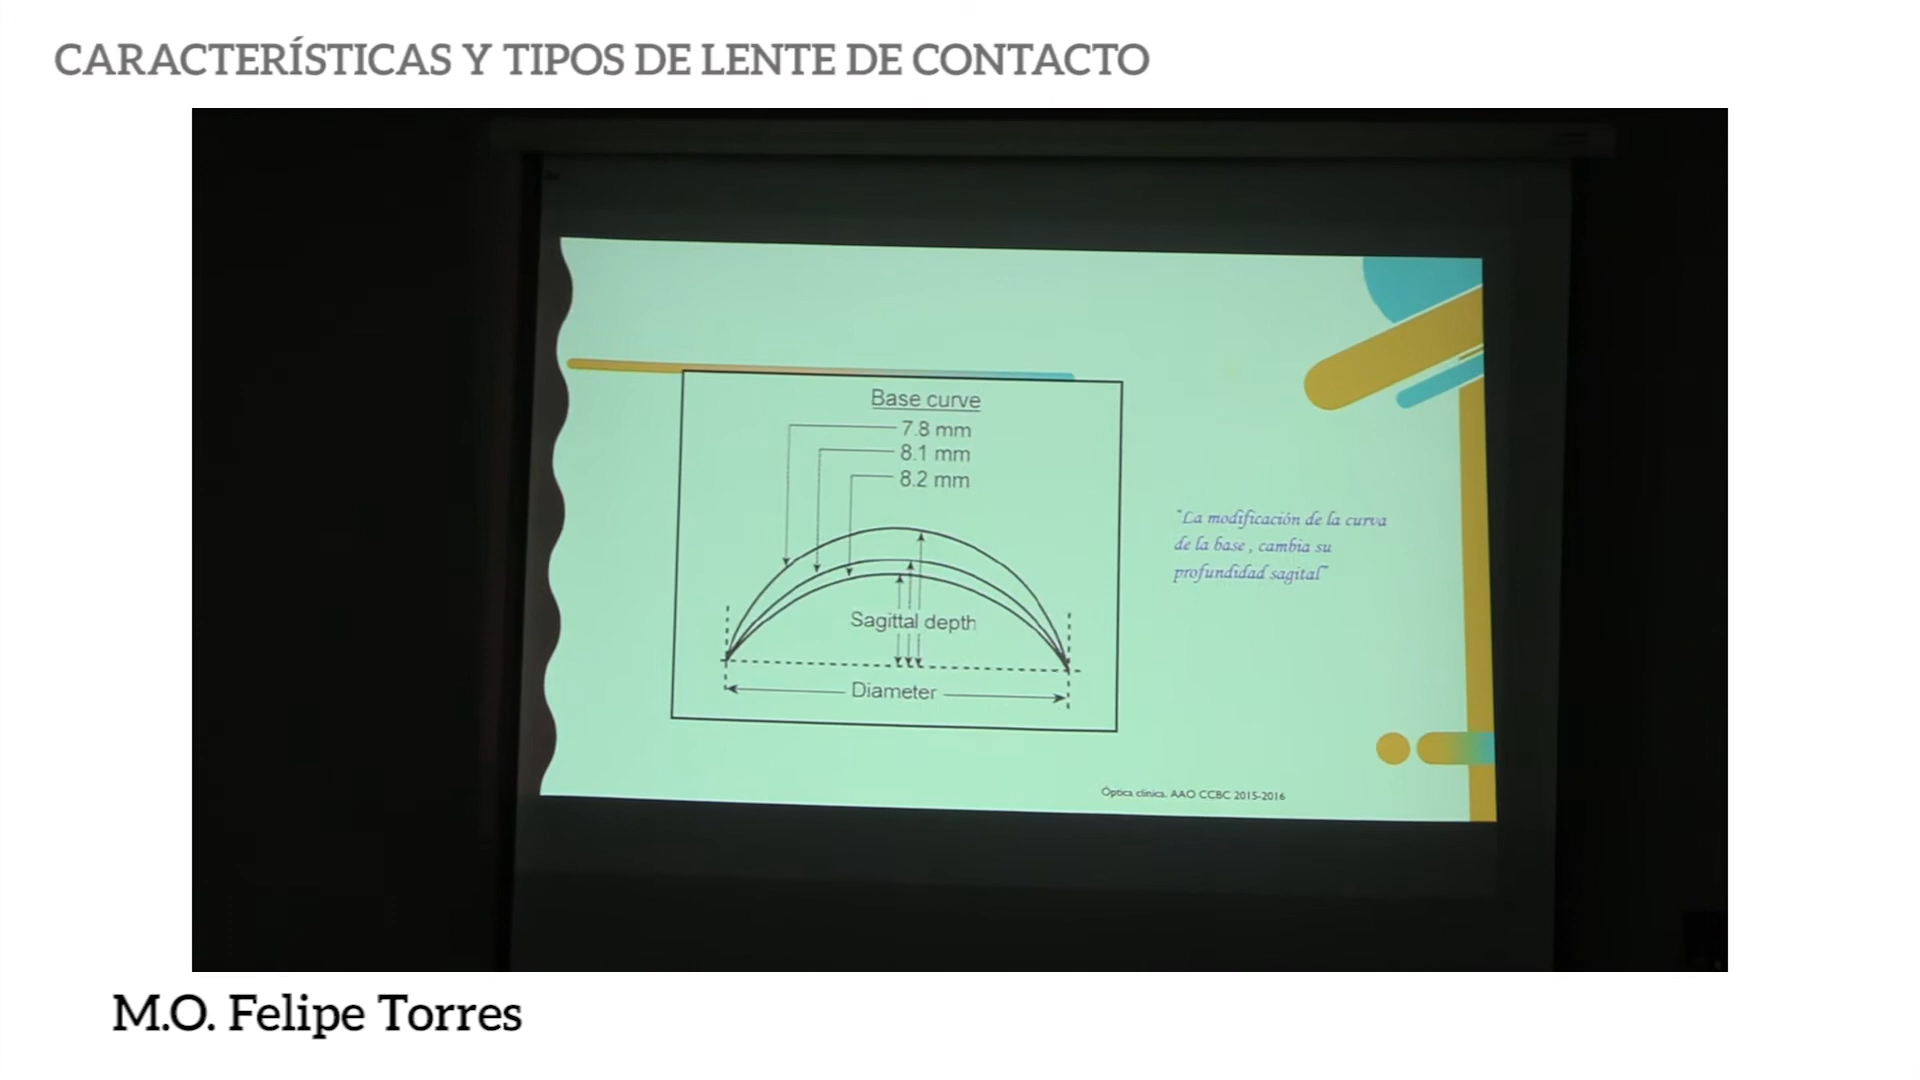 CARACTERÍSTICAS Y TIPOS DE LENTE DE CONTACTO
Base curve
7.8 mm
8.1 mm
8.2 mm
Sagittal depth
Diameter
"La modificación de la curva
de la base , cambia su
profundidad sagital"
Óptica clínica. AAO CCBC 2015-2016
M.O. Felipe Torres